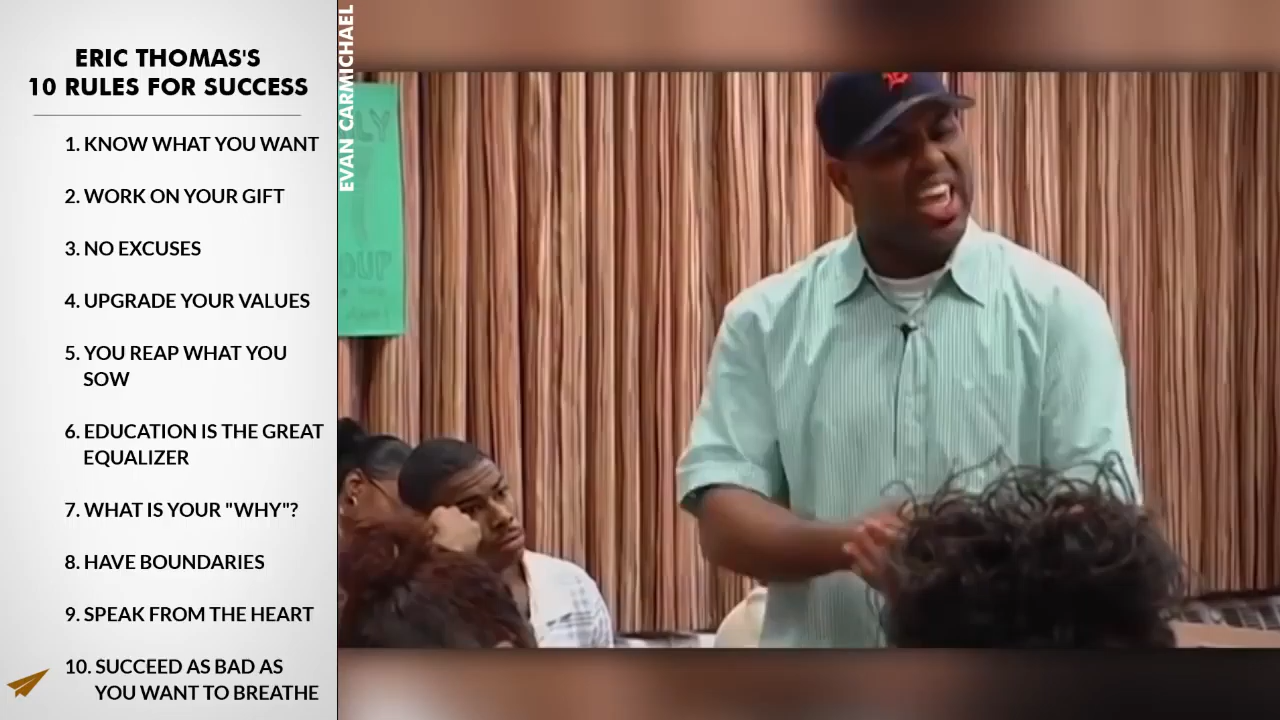 ERIC THOMAS'S
10 RULES FOR SUCCESS
1. KNOW WHAT YOU WANT
2. WORK ON YOUR GIFT
3. NO EXCUSES
4. UPGRADE YOUR VALUES
5. YOU REAP WHAT YOU
SOW
6. EDUCATION IS THE GREAT
EQUALIZER
7. WHAT IS YOUR "WHY"?
8. HAVE BOUNDARIES
9. SPEAK FROM THE HEART
10. SUCCEED AS BAD AS
YOU WANT TO BREATHE
EVAN CARMICHAEL